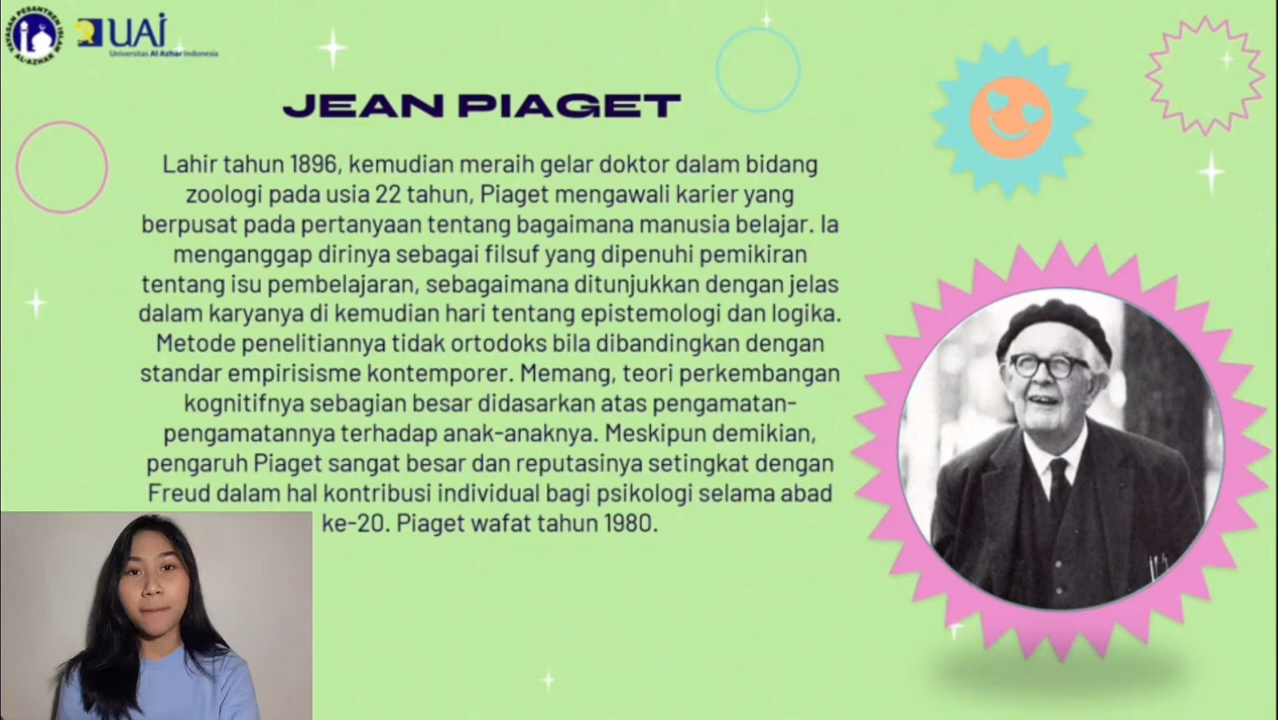 YAYASAN PESANTREN ISLAM
AL-AZHAR
UAI
Universitas Al Azhar Indonesia
JEAN PIAGET
Lahir tahun 1896, kemudian meraih gelar doktor dalam bidang
zoologi pada usia 22 tahun, Piaget mengawali karier yang
berpusat pada pertanyaan tentang bagaimana manusia belajar. Ia
menganggap dirinya sebagai filsuf yang dipenuhi pemikiran
tentang isu pembelajaran, sebagaimana ditunjukkan dengan jelas
dalam karyanya di kemudian hari tentang epistemologi dan logika.
Metode penelitiannya tidak ortodoks bila dibandingkan dengan
standar empirisisme kontemporer. Memang, teori perkembangan
kognitifnya sebagian besar didasarkan atas pengamatan-
pengamatannya terhadap anak-anaknya. Meskipun demikian,
pengaruh Piaget sangat besar dan reputasinya setingkat dengan
Freud dalam hal kontribusi individual bagi psikologi selama abad
ke-20. Piaget wafat tahun 1980.